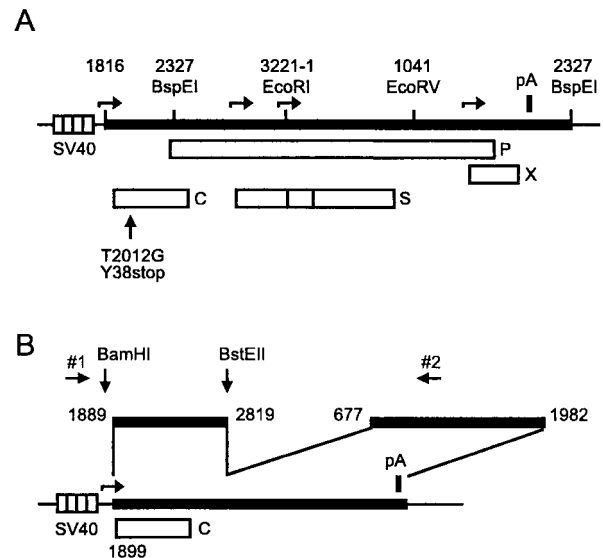 A
1816 2327 3221-1 1041 pA 2327
BspEI EcoRI EcoRV BspEI
SV40
P
X
C S
T2012G
Y38stop
B
#1 BamHI BstEII #2
1889 2819 677 1982
pA
SV40
C
1899